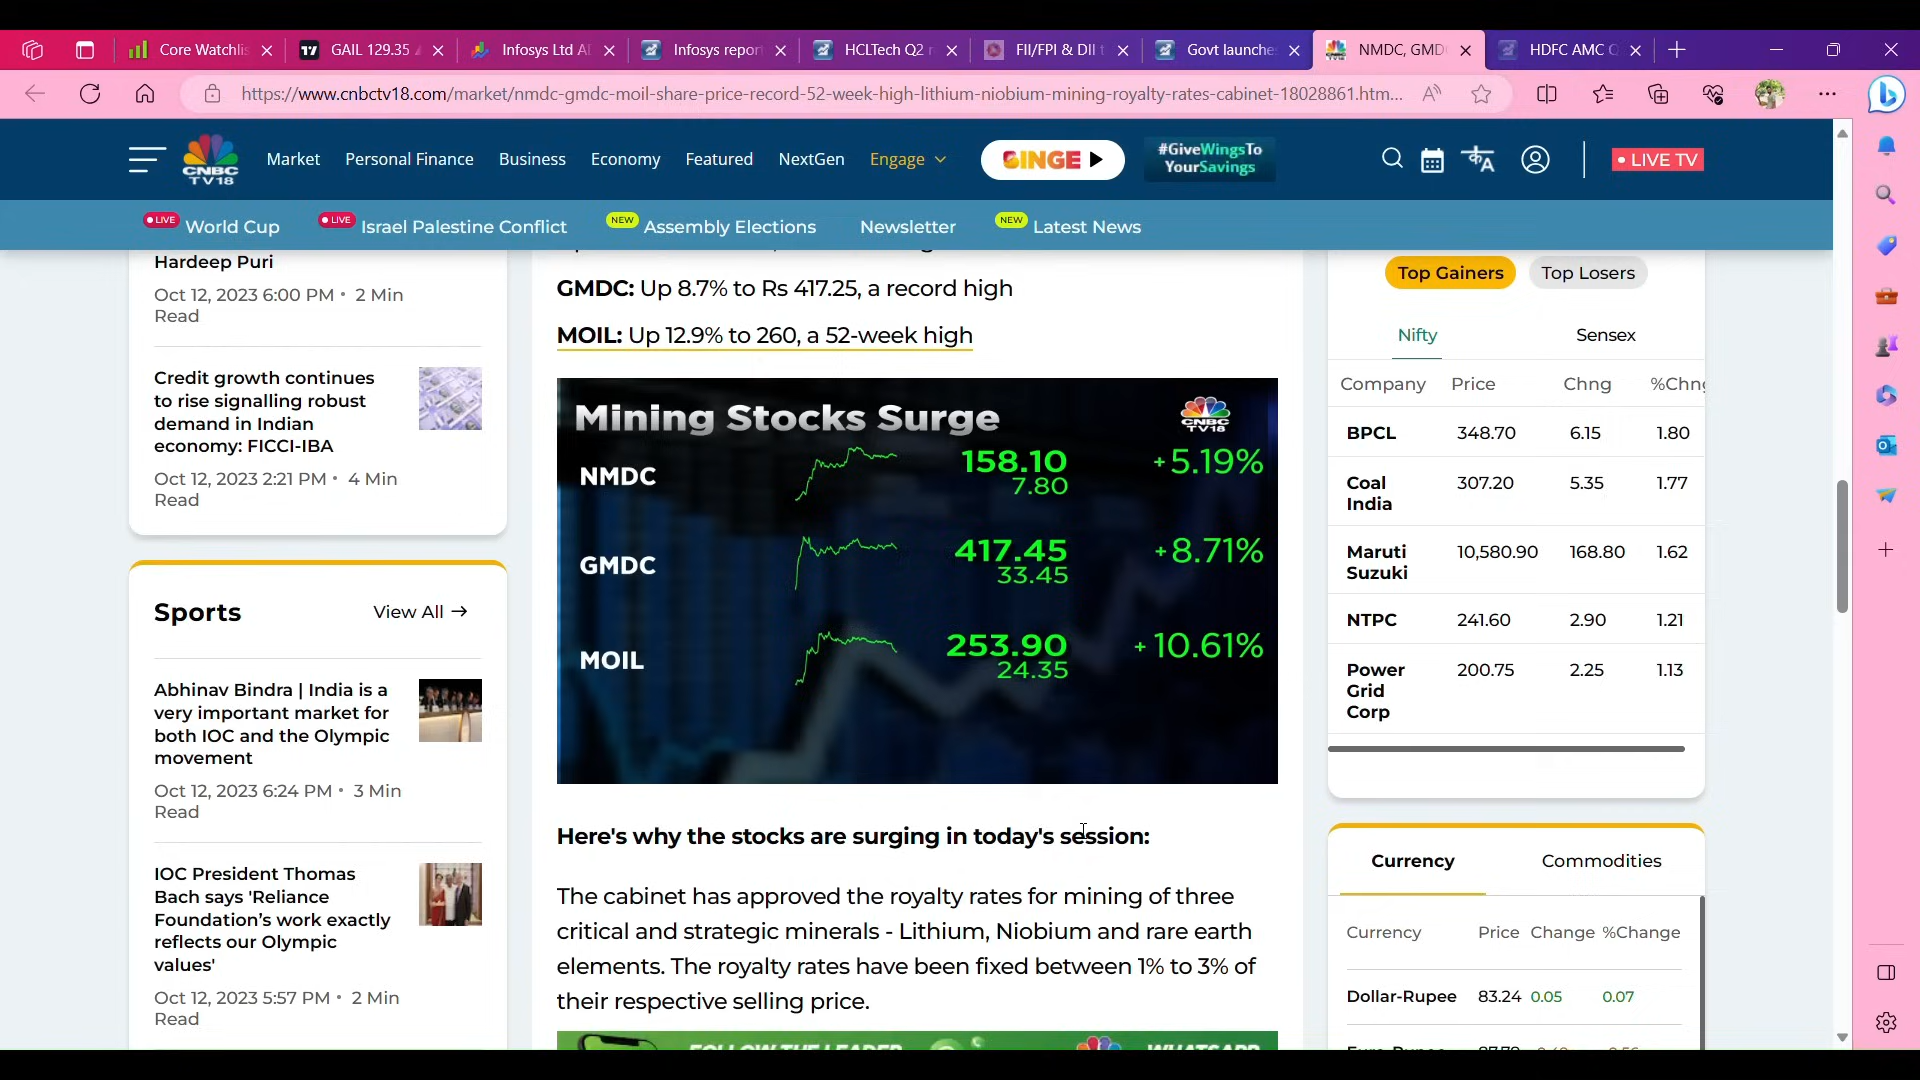 Core Watchlis
GAIL 129.35
Infosys Ltd A
Infosys repor
HCLTech Q2 r
FII/FPI & DII t
Govt launche
NMDC, GMD
HDFC AMC Q
https://www.cnbctv18.com/market/nmdc-gmdc-moil-share-price-record-52-week-high-lithium-niobium-mining-royalty-rates-cabinet-18028861.htm...
CNBC
TV18
Market
Personal Finance
Business
Economy
Featured
NextGen
Engage
BINGE
#GiveWingsTo
YourSavings
LIVE TV
LIVE World Cup
LIVE Israel Palestine Conflict
NEW Assembly Elections
Newsletter
NEW Latest News
Hardeep Puri
Oct 12, 2023 6:00 PM • 2 Min
Read
Credit growth continues
to rise signalling robust
demand in Indian
economy: FICCI-IBA
Oct 12, 2023 2:21 PM • 4 Min
Read
Sports
View All →
Abhinav Bindra | India is a
very important market for
both IOC and the Olympic
movement
Oct 12, 2023 6:24 PM • 3 Min
Read
IOC President Thomas
Bach says 'Reliance
Foundation's work exactly
reflects our Olympic
values'
Oct 12, 2023 5:57 PM • 2 Min
Read
GMDC: Up 8.7% to Rs 417.25, a record high
MOIL: Up 12.9% to 260, a 52-week high
Mining Stocks Surge
CNBC
TV18
NMDC 158.10 +5.19%
7.80
GMDC 417.45 +8.71%
33.45
MOIL 253.90 +10.61%
24.35
Here's why the stocks are surging in today's session:
The cabinet has approved the royalty rates for mining of three
critical and strategic minerals - Lithium, Niobium and rare earth
elements. The royalty rates have been fixed between 1% to 3% of
their respective selling price.
FOLLOW THE LEADER
WHATSAPP
Top Gainers
Top Losers
Nifty
Sensex
Company Price Chng %Chng
BPCL 348.70 6.15 1.80
Coal 307.20 5.35 1.77
India
Maruti 10,580.90 168.80 1.62
Suzuki
NTPC 241.60 2.90 1.21
Power 200.75 2.25 1.13
Grid
Corp
Currency
Commodities
Currency Price Change %Change
Dollar-Rupee 83.24 0.05 0.07